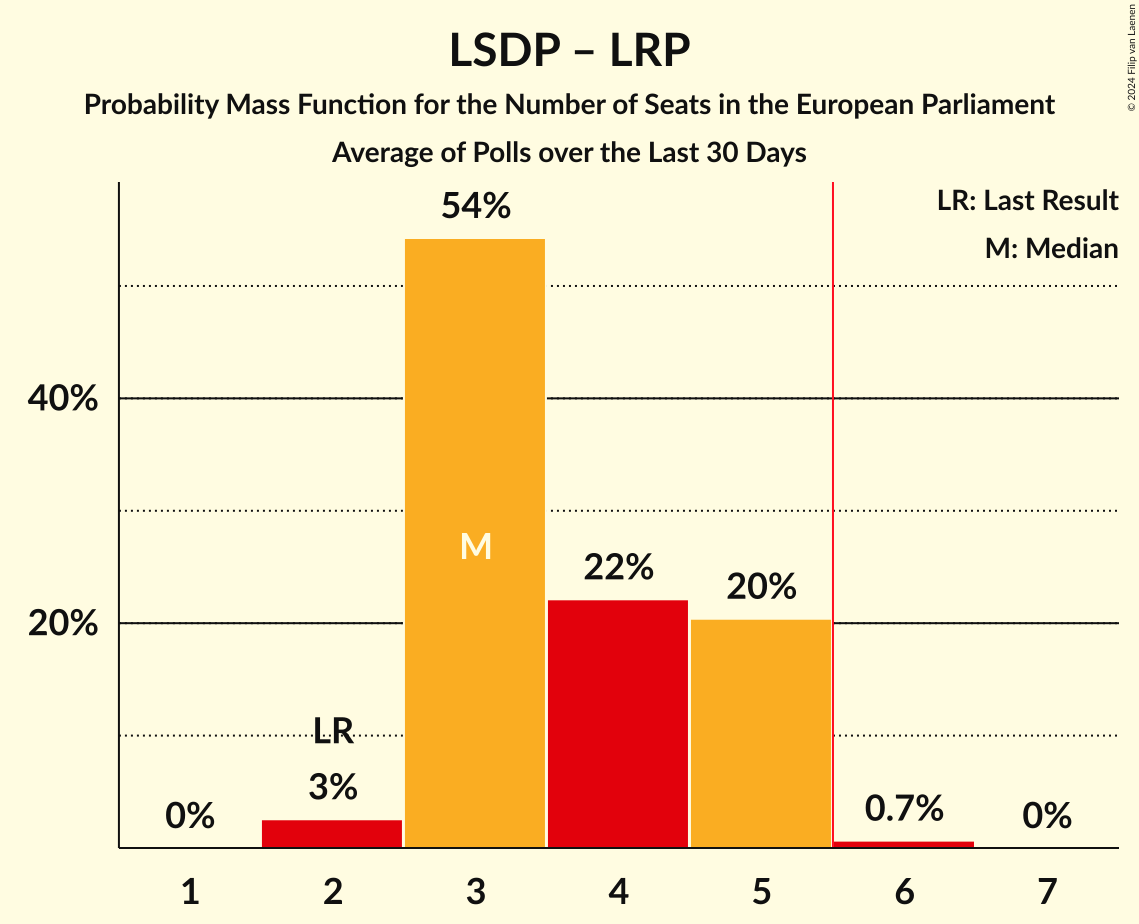 LSDP – LRP
Probability Mass Function for the Number of Seats in the European Parliament
Average of Polls over the Last 30 Days
© 2024 Filip van Laenen
LR: Last Result
M: Median
54%
40%
M
22%
20%
20%
LR
3%
0%
0.7%
0%
1 2 3 4 5 6 7